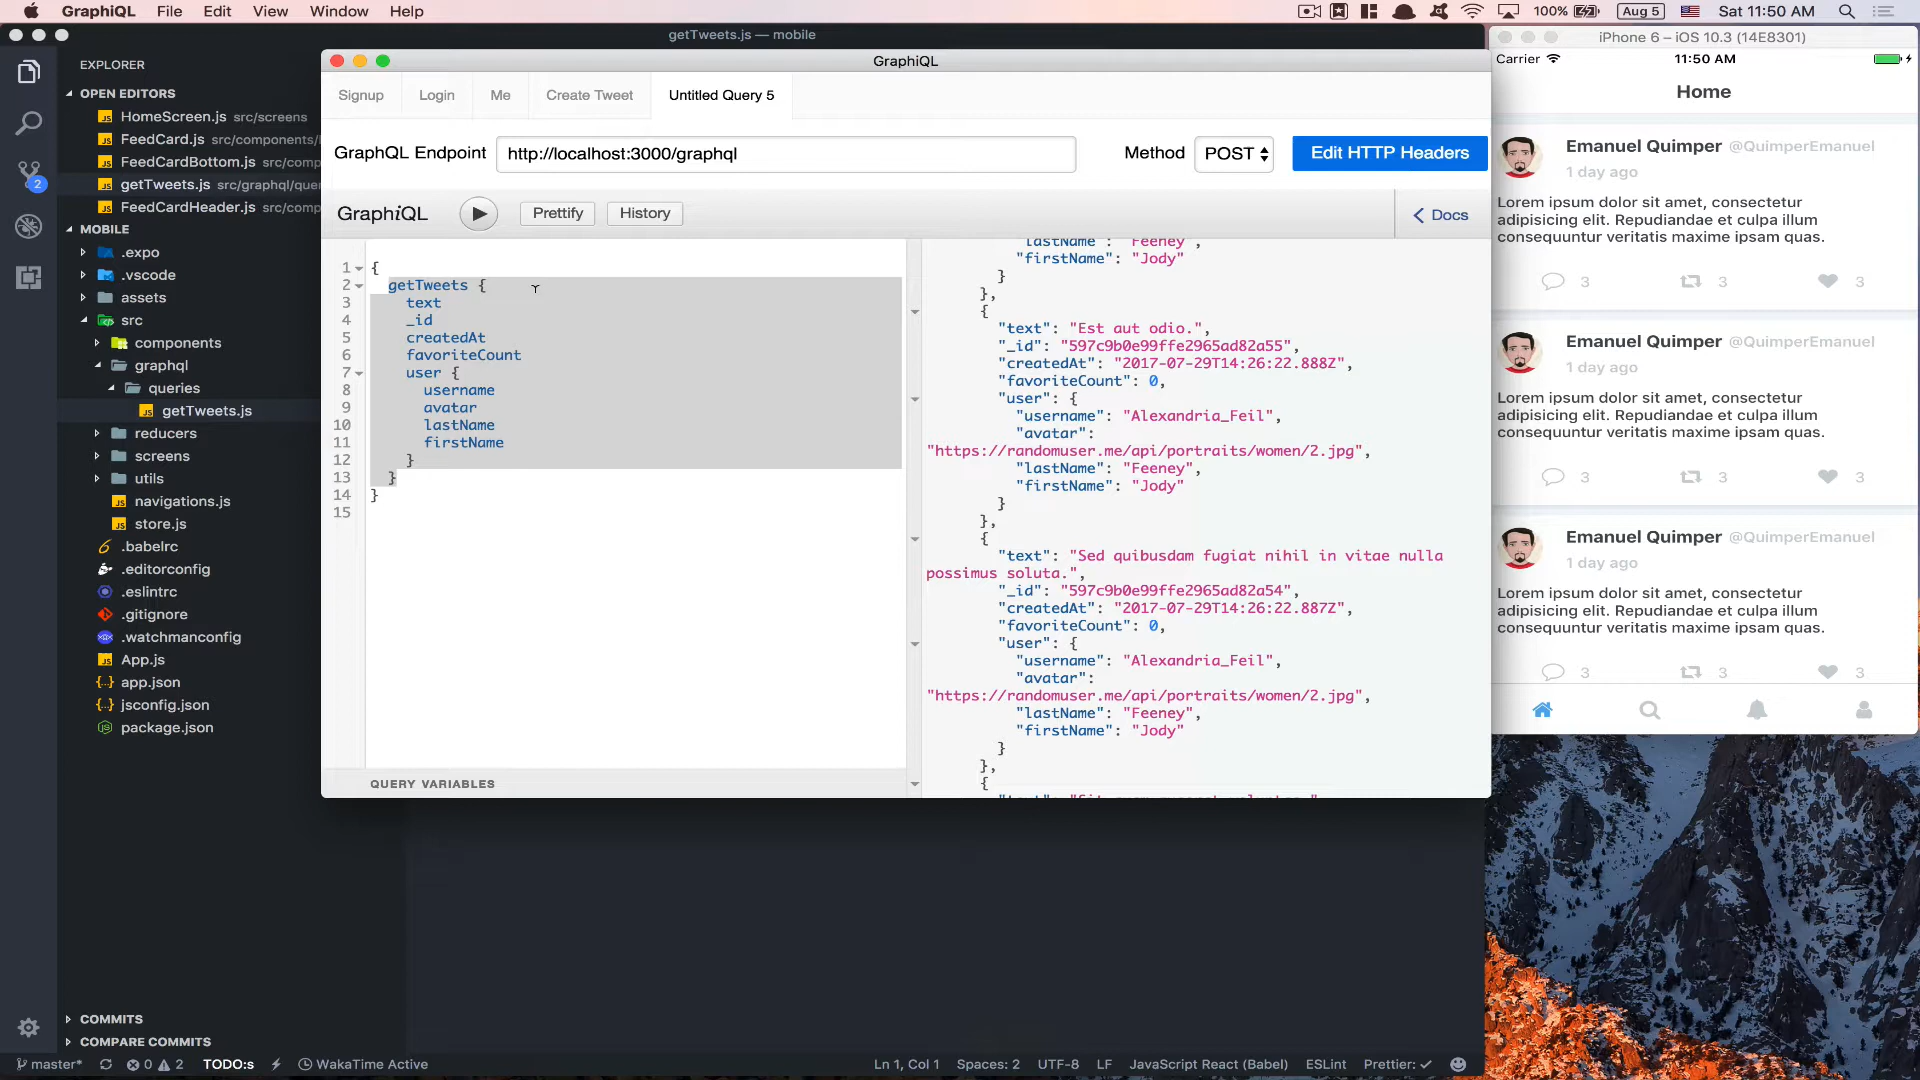 GraphiQL File Edit View Window Help
100% Aug 5 Sat 11:50 AM
getTweets.js — mobile
EXPLORER
OPEN EDITORS
HomeScreen.js src/screens
FeedCard.js src/components/
FeedCardBottom.js src/comp
getTweets.js src/graphql/que
FeedCardHeader.js src/comp
2
MOBILE
.expo
.vscode
assets
src
components
graphql
queries
getTweets.js
reducers
screens
utils
navigations.js
store.js
.babelrc
.editorconfig
.eslintrc
.gitignore
.watchmanconfig
App.js
app.json
jsconfig.json
package.json
COMMITS
COMPARE COMMITS
master* 0 2 TODO:s WakaTime Active
Ln 1, Col 1 Spaces: 2 UTF-8 LF JavaScript React (Babel) ESLint Prettier:
GraphiQL
Signup Login Me Create Tweet Untitled Query 5
GraphQL Endpoint http://localhost:3000/graphql Method POST Edit HTTP Headers
GraphiQL Prettify History Docs
1 {
2 getTweets {
3 text
4 _id
5 createdAt
6 favoriteCount
7 user {
8 username
9 avatar
10 lastName
11 firstName
12 }
13 }
14 }
15
QUERY VARIABLES
"lastName": "Feeney",
"firstName": "Jody"
}
},
{
"text": "Est aut odio.",
"_id": "597c9b0e99ffe2965ad82a55",
"createdAt": "2017-07-29T14:26:22.888Z",
"favoriteCount": 0,
"user": {
"username": "Alexandria_Feil",
"avatar":
"https://randomuser.me/api/portraits/women/2.jpg",
"lastName": "Feeney",
"firstName": "Jody"
}
},
{
"text": "Sed quibusdam fugiat nihil in vitae nulla
possimus soluta.",
"_id": "597c9b0e99ffe2965ad82a54",
"createdAt": "2017-07-29T14:26:22.887Z",
"favoriteCount": 0,
"user": {
"username": "Alexandria_Feil",
"avatar":
"https://randomuser.me/api/portraits/women/2.jpg",
"lastName": "Feeney",
"firstName": "Jody"
}
},
{
iPhone 6 – iOS 10.3 (14E8301)
Carrier 11:50 AM
Home
Emanuel Quimper @QuimperEmanuel
1 day ago
Lorem ipsum dolor sit amet, consectetur
adipisicing elit. Repudiandae et culpa illum
consequuntur veritatis maxime ipsam quas.
3 3 3
Emanuel Quimper @QuimperEmanuel
1 day ago
Lorem ipsum dolor sit amet, consectetur
adipisicing elit. Repudiandae et culpa illum
consequuntur veritatis maxime ipsam quas.
3 3 3
Emanuel Quimper @QuimperEmanuel
1 day ago
Lorem ipsum dolor sit amet, consectetur
adipisicing elit. Repudiandae et culpa illum
consequuntur veritatis maxime ipsam quas.
3 3 3